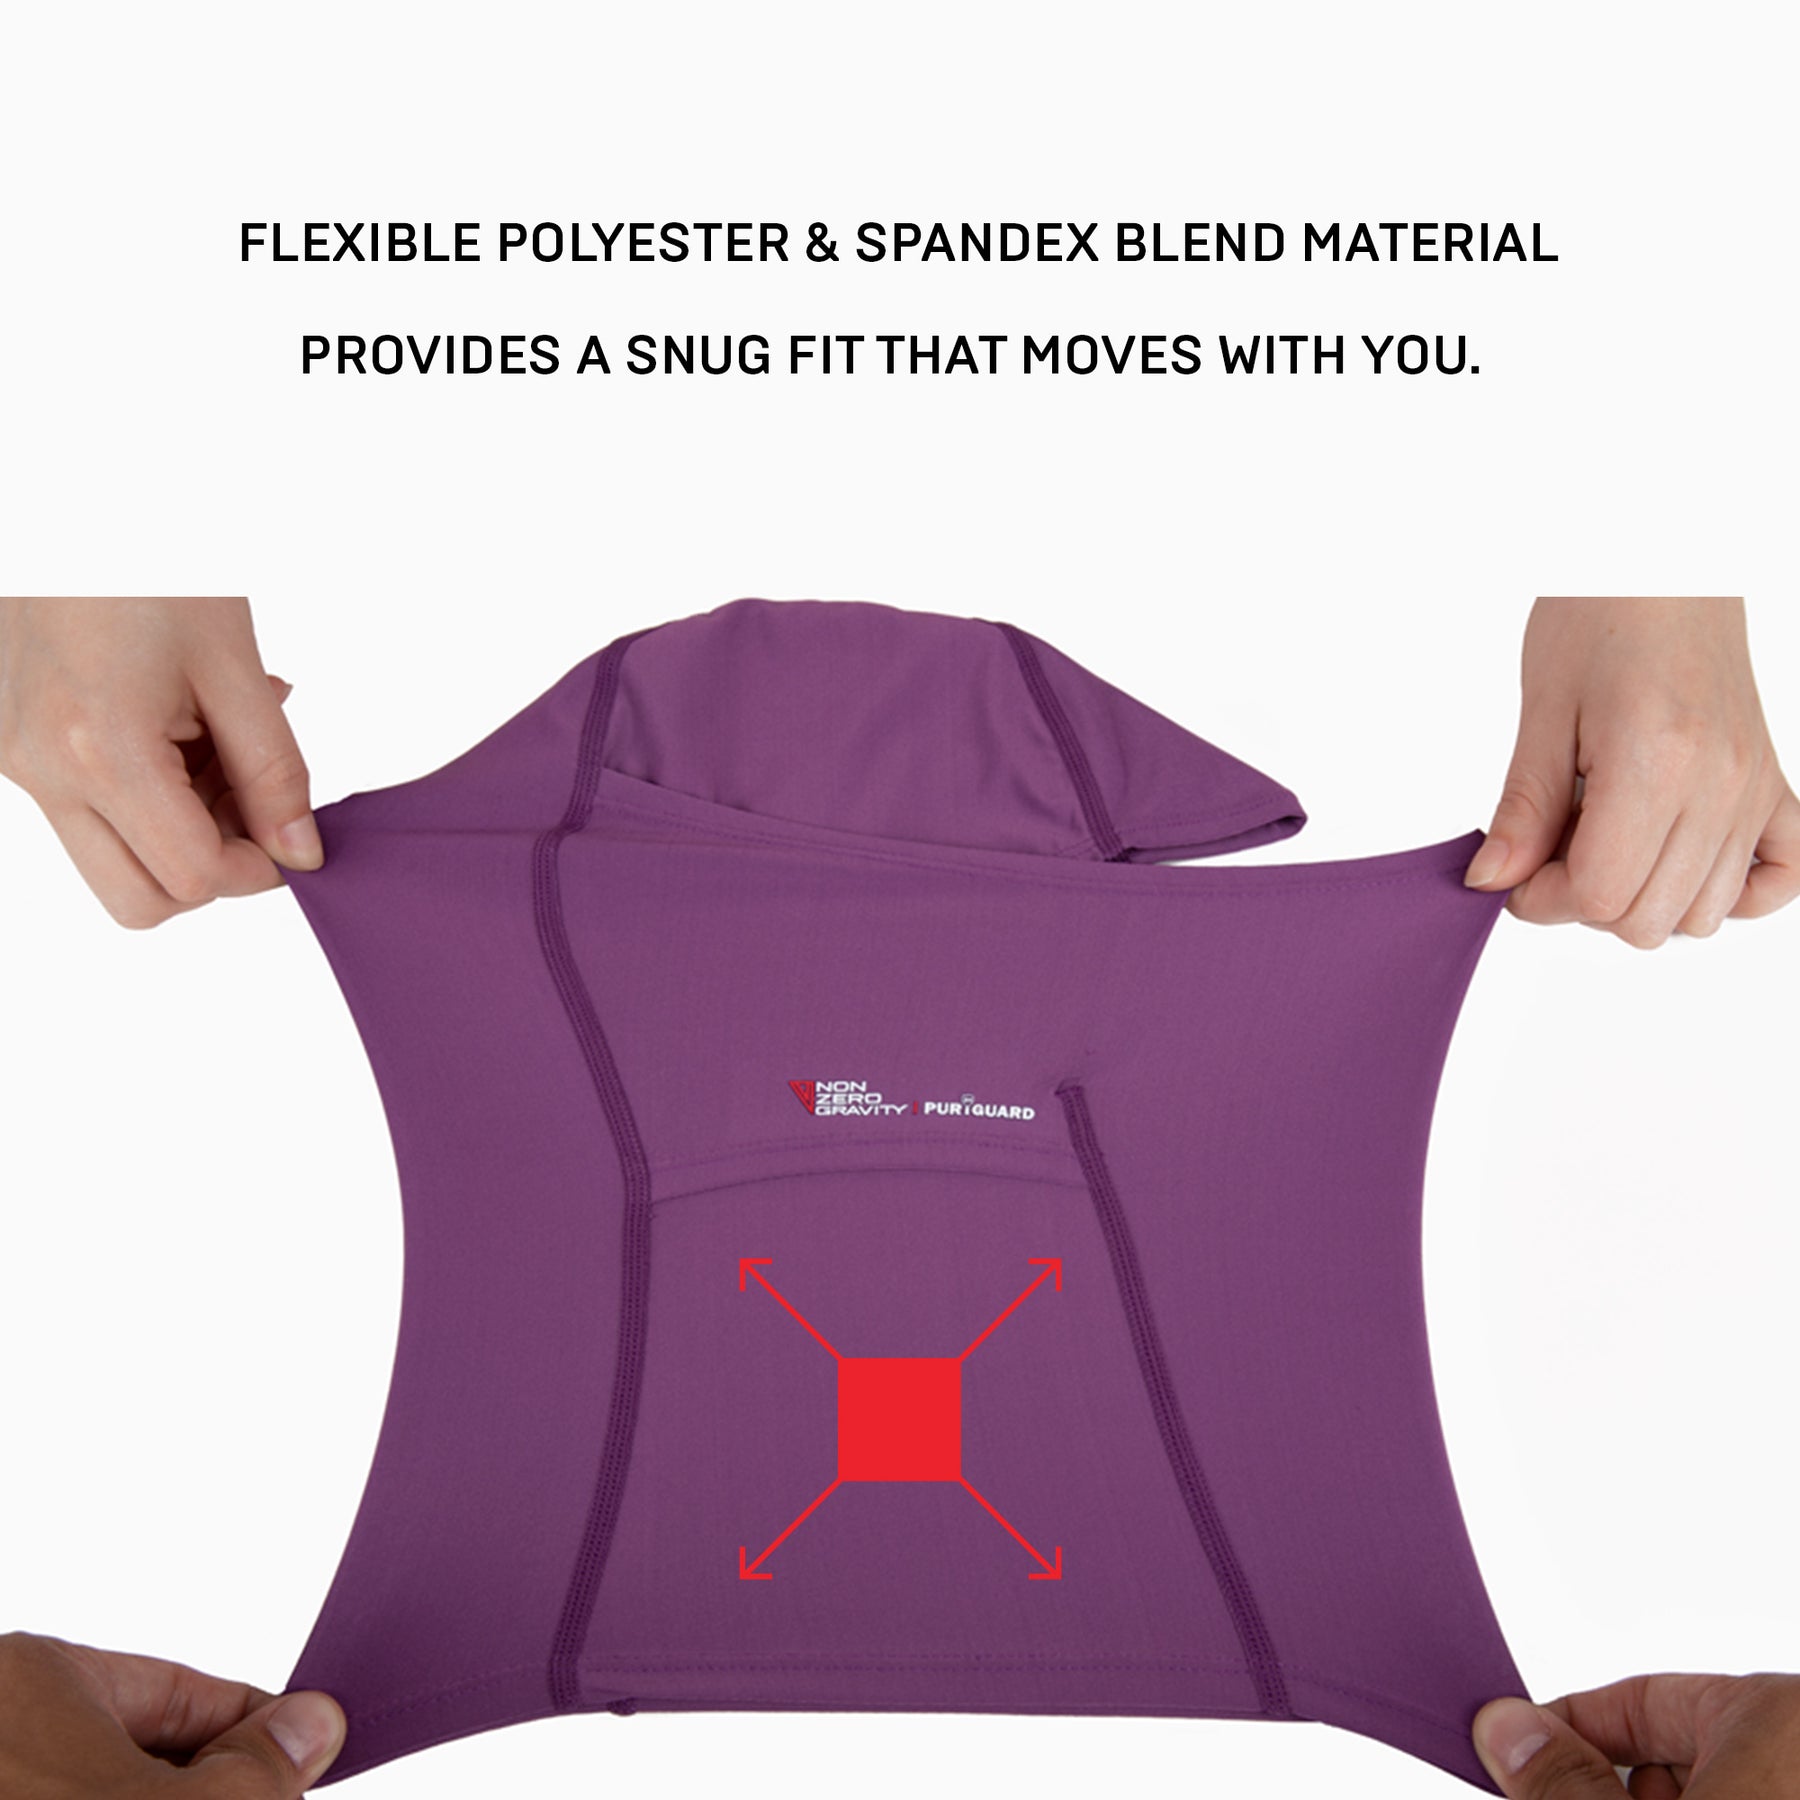 FLEXIBLE POLYESTER & SPANDEX BLEND MATERIAL
PROVIDES A SNUG FIT THAT MOVES WITH YOU.
NON
ZERO
GRAVITY | PURIGUARD